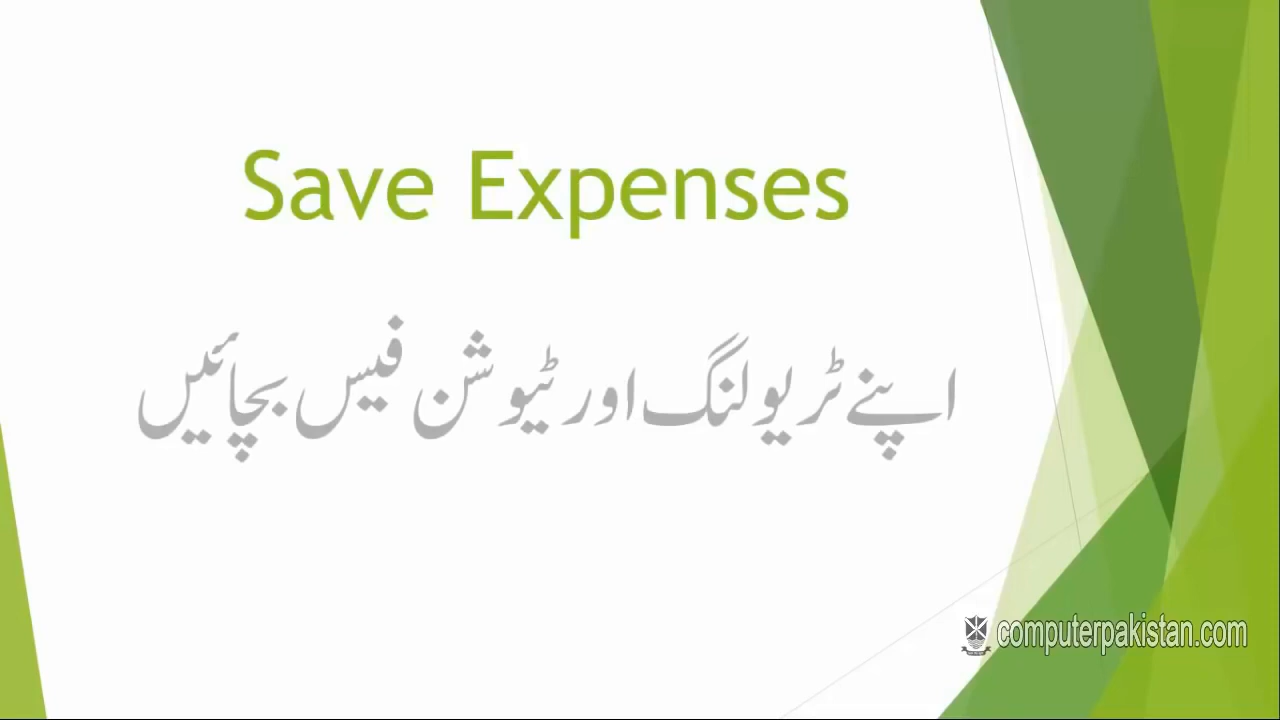 Save Expenses
اپنے ٹریولنگ اور ٹیوشن فیس بچائیں
computerpakistan.com